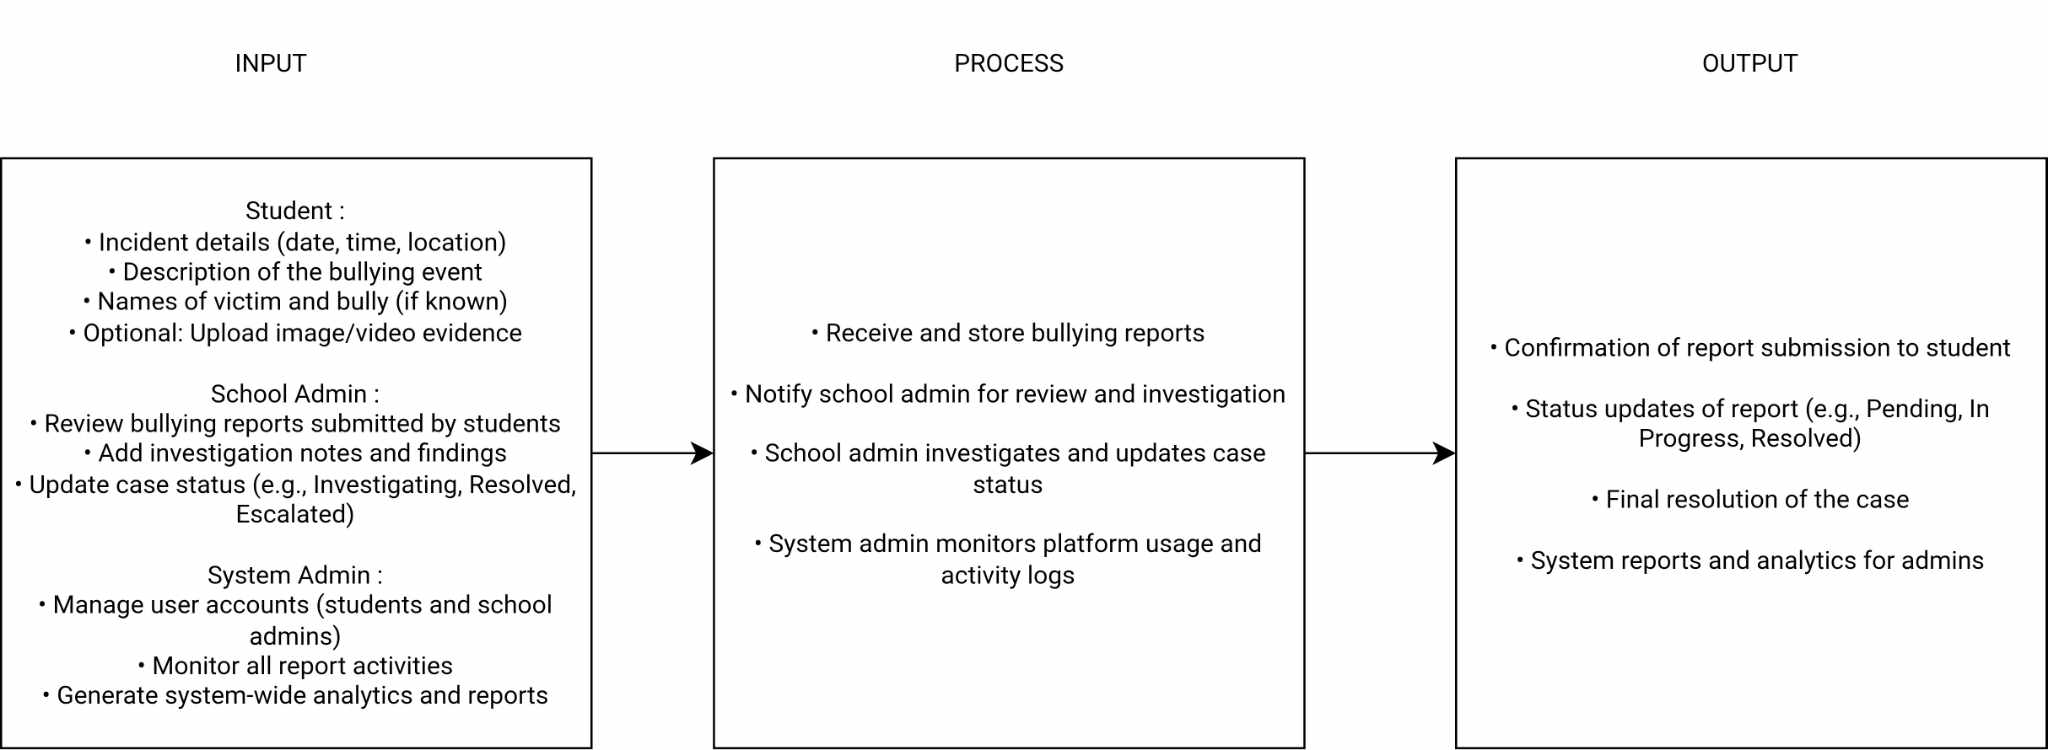 INPUT
PROCESS
OUTPUT
Student :
• Incident details (date, time, location)
• Description of the bullying event
• Names of victim and bully (if known)
• Optional: Upload image/video evidence
School Admin :
• Review bullying reports submitted by students
• Add investigation notes and findings
• Update case status (e.g., Investigating, Resolved,
Escalated)
System Admin :
• Manage user accounts (students and school
admins)
• Monitor all report activities
• Generate system-wide analytics and reports
• Receive and store bullying reports
• Notify school admin for review and investigation
• School admin investigates and updates case
status
• System admin monitors platform usage and
activity logs
• Confirmation of report submission to student
• Status updates of report (e.g., Pending, In
Progress, Resolved)
• Final resolution of the case
• System reports and analytics for admins